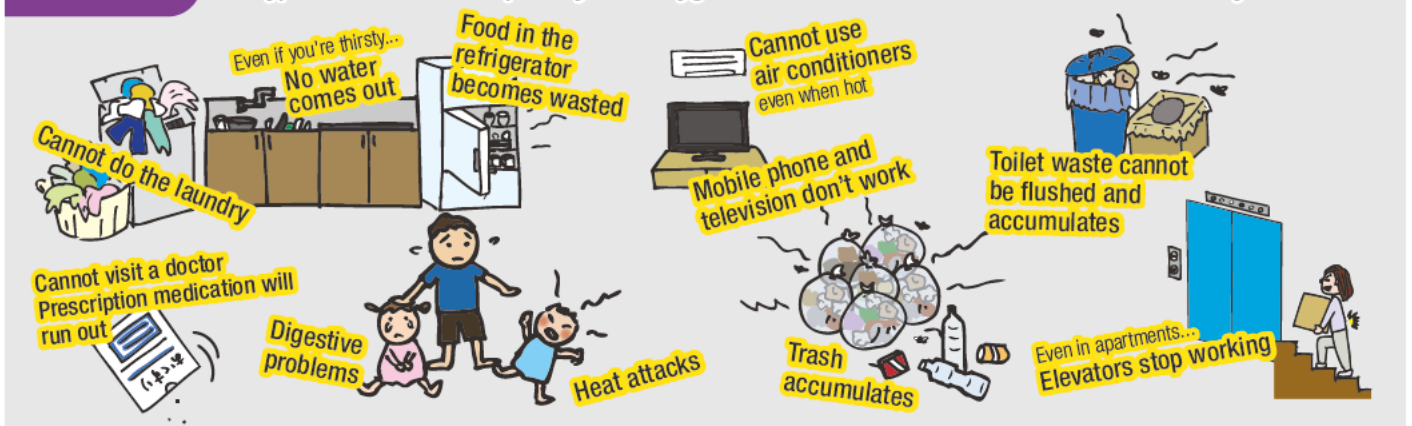 Even if you're thirsty...
No water
comes out
Food in the
refrigerator
becomes wasted
Cannot use
air conditioners
even when hot
Cannot do the laundry
Mobile phone and
television don't work
Toilet waste cannot
be flushed and
accumulates
Cannot visit a doctor
Prescription medication will
run out
Digestive
problems
Heat attacks
Trash
accumulates
Even in apartments...
Elevators stop working